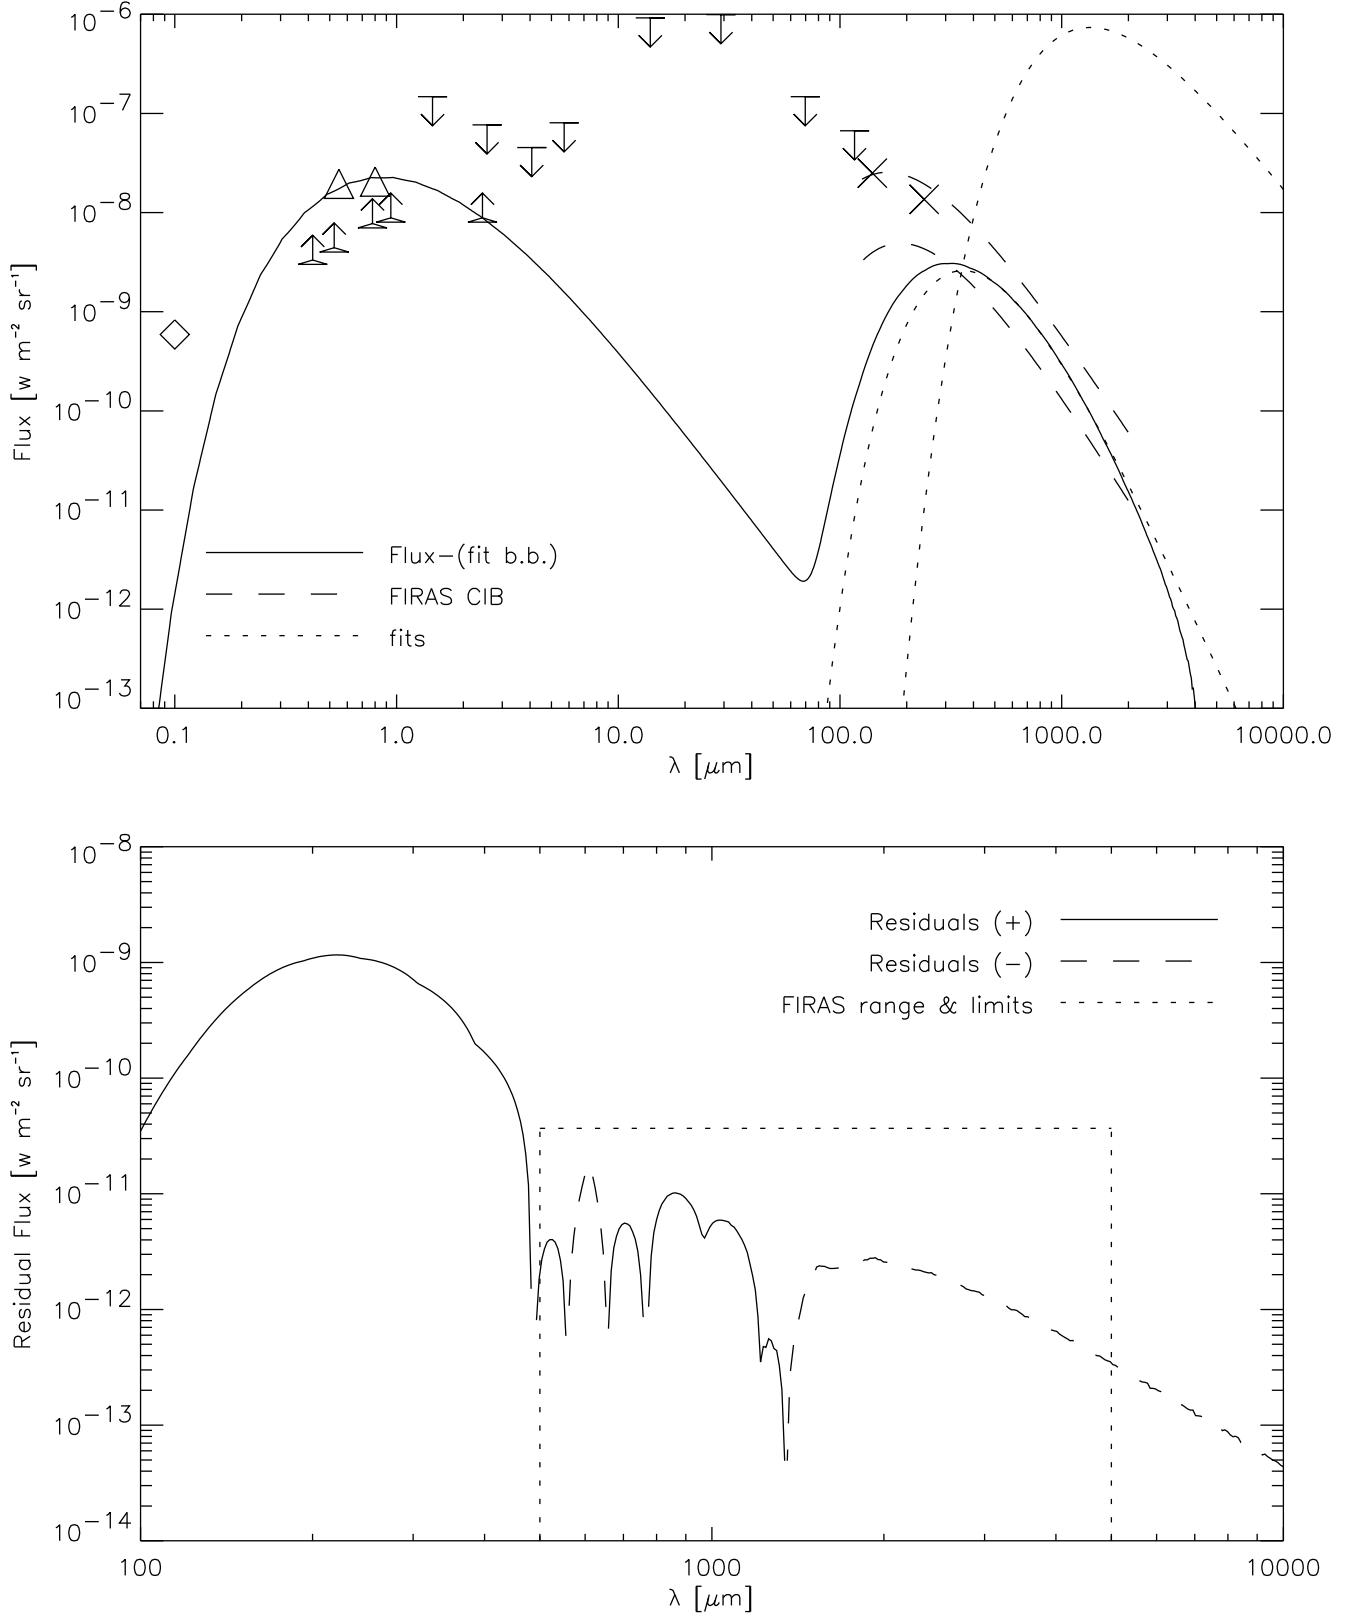 10⁻⁶
10⁻⁷
10⁻⁸
10⁻⁹
10⁻¹⁰
10⁻¹¹
10⁻¹²
10⁻¹³
Flux [w m⁻² sr⁻¹]
Flux−(fit b.b.)
FIRAS CIB
fits
0.1 1.0 10.0 100.0 1000.0 10000.0
λ [μm]
10⁻⁸
10⁻⁹
10⁻¹⁰
10⁻¹¹
10⁻¹²
10⁻¹³
10⁻¹⁴
Residual Flux [w m⁻² sr⁻¹]
Residuals (+)
Residuals (−)
FIRAS range & limits
100 1000 10000
λ [μm]